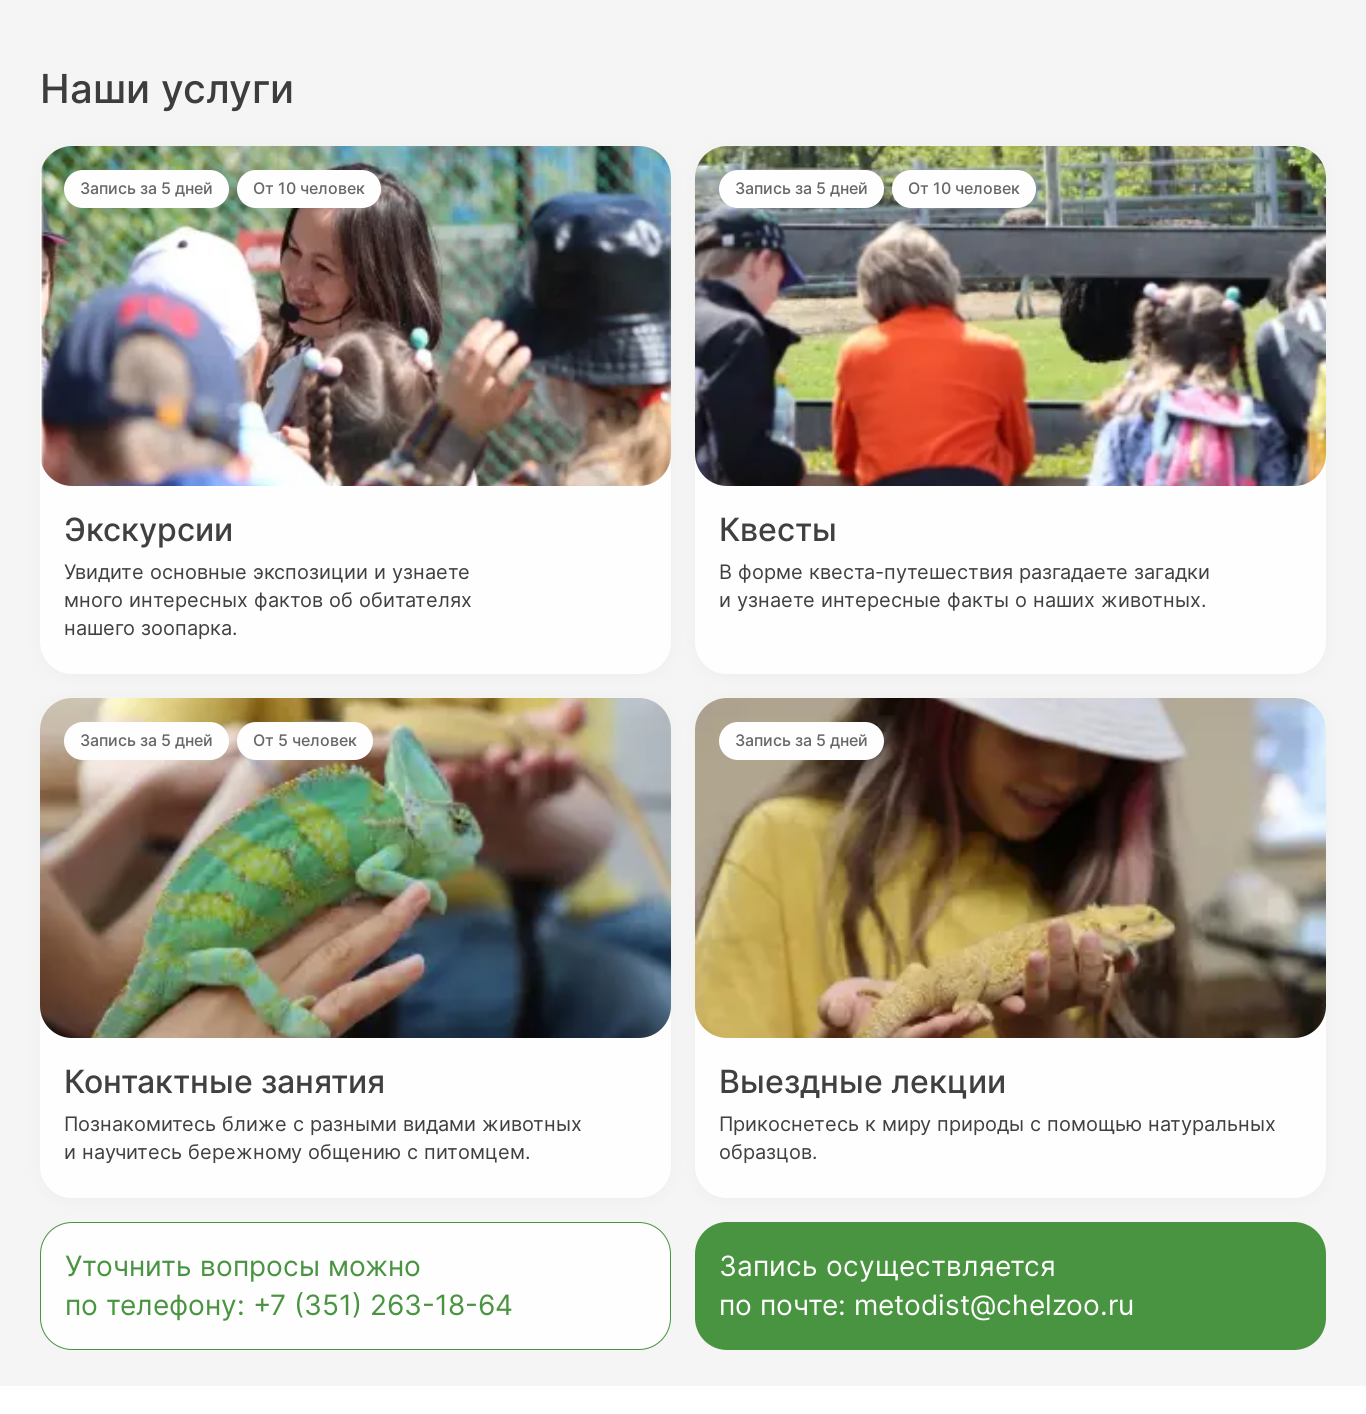 Наши услуги
Запись за 5 дней
От 10 человек
Запись за 5 дней
От 10 человек
Экскурсии
Увидите основные экспозиции и узнаете
много интересных фактов об обитателях
нашего зоопарка.
Квесты
В форме квеста-путешествия разгадаете загадки
и узнаете интересные факты о наших животных.
Запись за 5 дней
От 5 человек
Запись за 5 дней
Контактные занятия
Познакомитесь ближе с разными видами животных
и научитесь бережному общению с питомцем.
Выездные лекции
Прикоснетесь к миру природы с помощью натуральных
образцов.
Уточнить вопросы можно
по телефону: +7 (351) 263-18-64
Запись осуществляется
по почте: metodist@chelzoo.ru